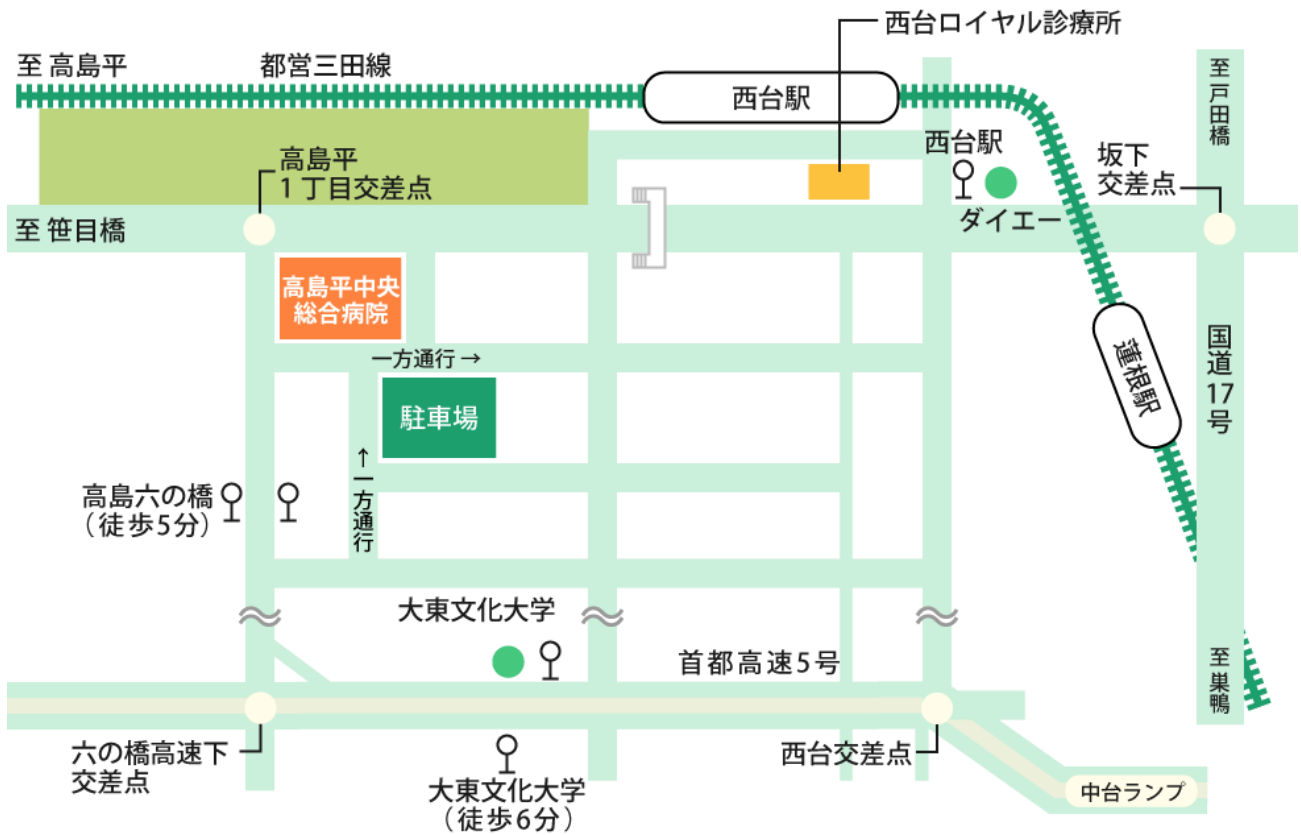 西台ロイヤル診療所
至 高島平
都営三田線
西台駅
至戸田橋
高島平
1丁目交差点
西台駅
坂下
交差点
至 笹目橋
ダイエー
高島平中央
総合病院
一方通行→
国道17号
蓮根駅
駐車場
↑一方通行
高島六の橋
（徒歩5分）
大東文化大学
首都高速5号
至巣鴨
六の橋高速下
交差点
西台交差点
大東文化大学
（徒歩6分）
中台ランプ